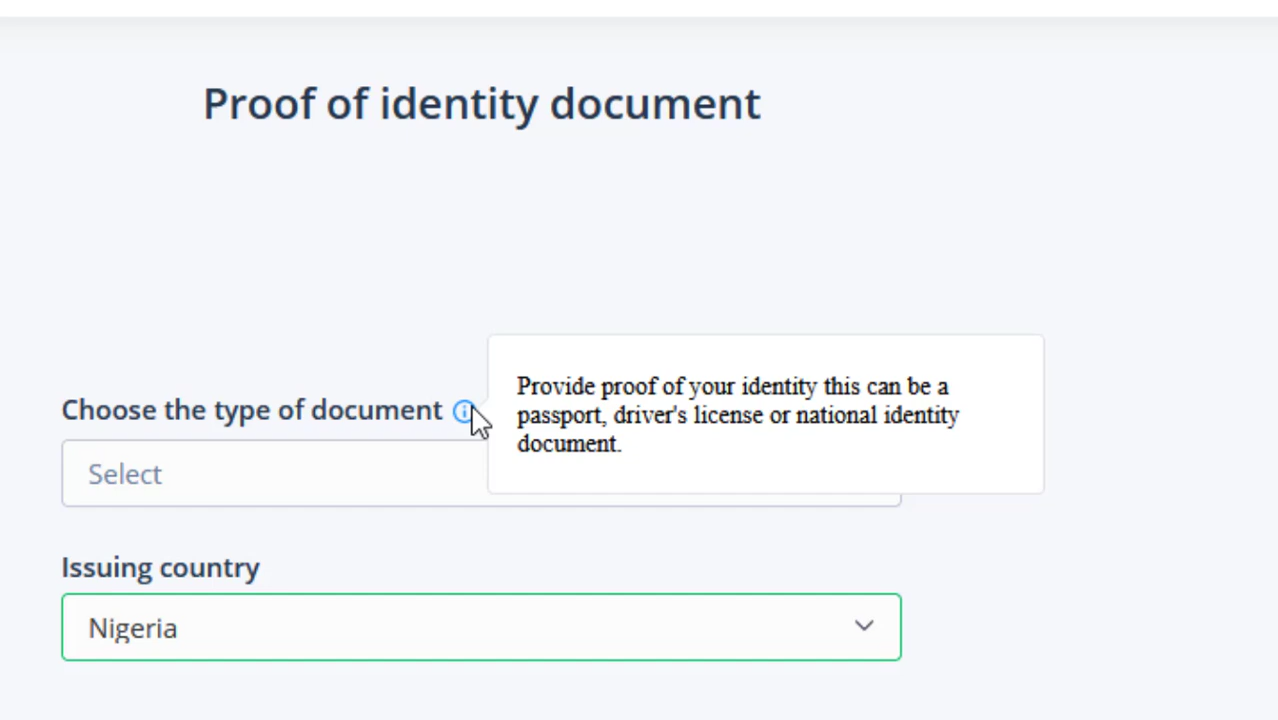 Proof of identity document
Choose the type of document
Provide proof of your identity this can be a
passport, driver's license or national identity
document.
Select
Issuing country
Nigeria